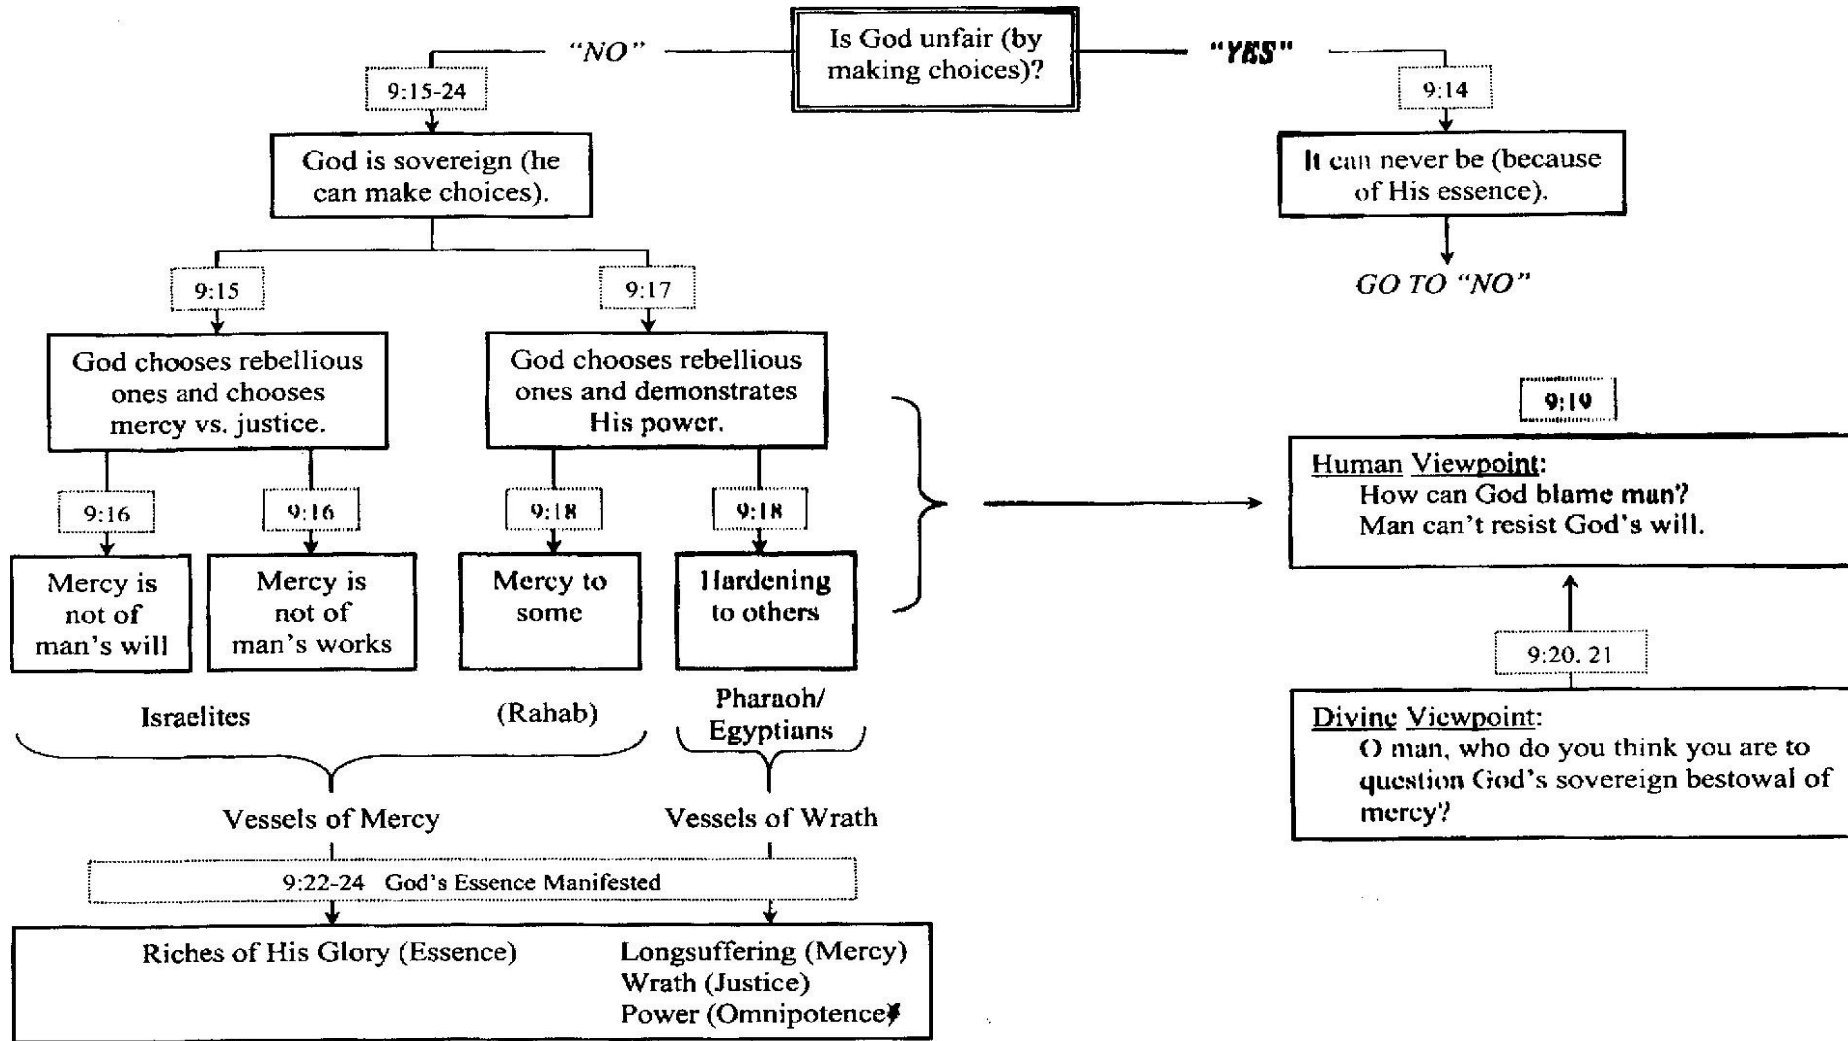 Is God unfair (by
making choices)?
"NO"
"YES"
9:15-24
9:14
God is sovereign (he
can make choices).
It can never be (because
of His essence).
GO TO "NO"
9:15
9:17
God chooses rebellious
ones and chooses
mercy vs. justice.
God chooses rebellious
ones and demonstrates
His power.
9:16
9:16
9:18
9:18
Mercy is
not of
man's will
Mercy is
not of
man's works
Mercy to
some
Hardening
to others
9:19
Human Viewpoint:
How can God blame man?
Man can't resist God's will.
9:20. 21
Divine Viewpoint:
O man, who do you think you are to
question God's sovereign bestowal of
mercy?
Israelites
(Rahab)
Pharaoh/
Egyptians
Vessels of Mercy
Vessels of Wrath
9:22-24 God's Essence Manifested
Riches of His Glory (Essence)
Longsuffering (Mercy)
Wrath (Justice)
Power (Omnipotence)